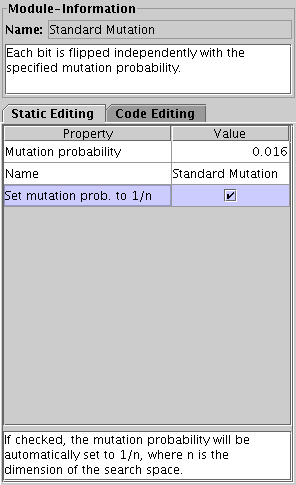 Module-Information
Name: Standard Mutation
Each bit is flipped independently with the
specified mutation probability.
Static Editing Code Editing
Property Value
Mutation probability 0.016
Name Standard Mutation
Set mutation prob. to 1/n
If checked, the mutation probability will be
automatically set to 1/n, where n is the
dimension of the search space.